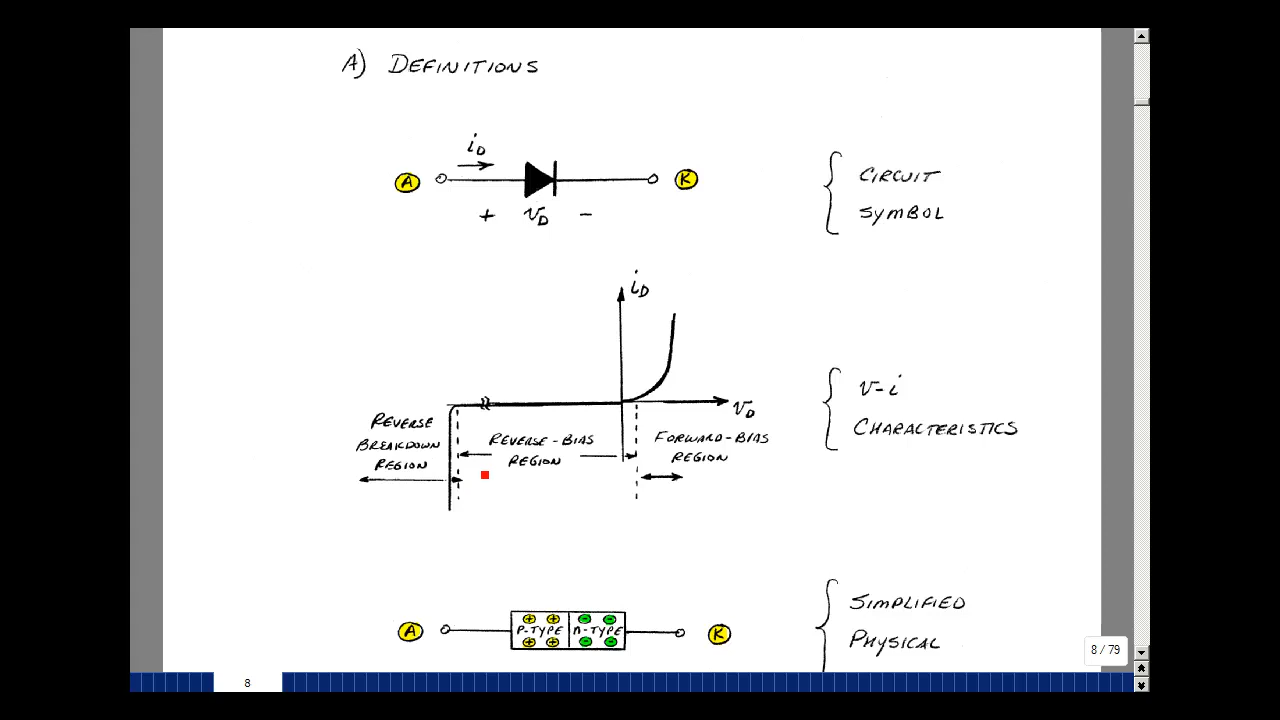 A) DEFINITIONS
iD
A
K
+ vD -
CIRCUIT
SYMBOL
iD
vD
v-i
CHARACTERISTICS
REVERSE
BREAKDOWN
REGION
REVERSE-BIAS
REGION
FORWARD-BIAS
REGION
A
+ + - -
P-TYPE n-TYPE
+ + - -
K
SIMPLIFIED
PHYSICAL
8 / 79
8